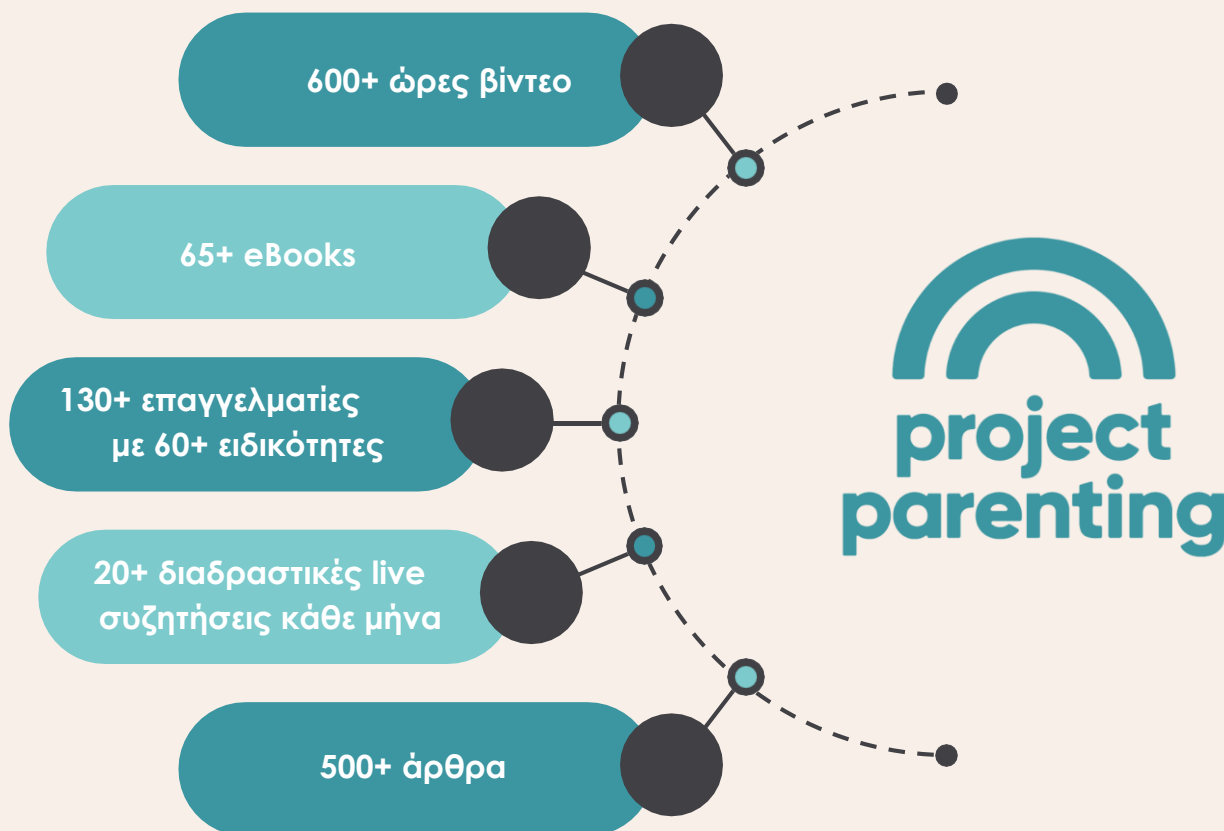 600+ ώρες βίντεο
65+ eBooks
130+ επαγγελματίες
με 60+ ειδικότητες
20+ διαδραστικές live
συζητήσεις κάθε μήνα
500+ άρθρα
project
parenting